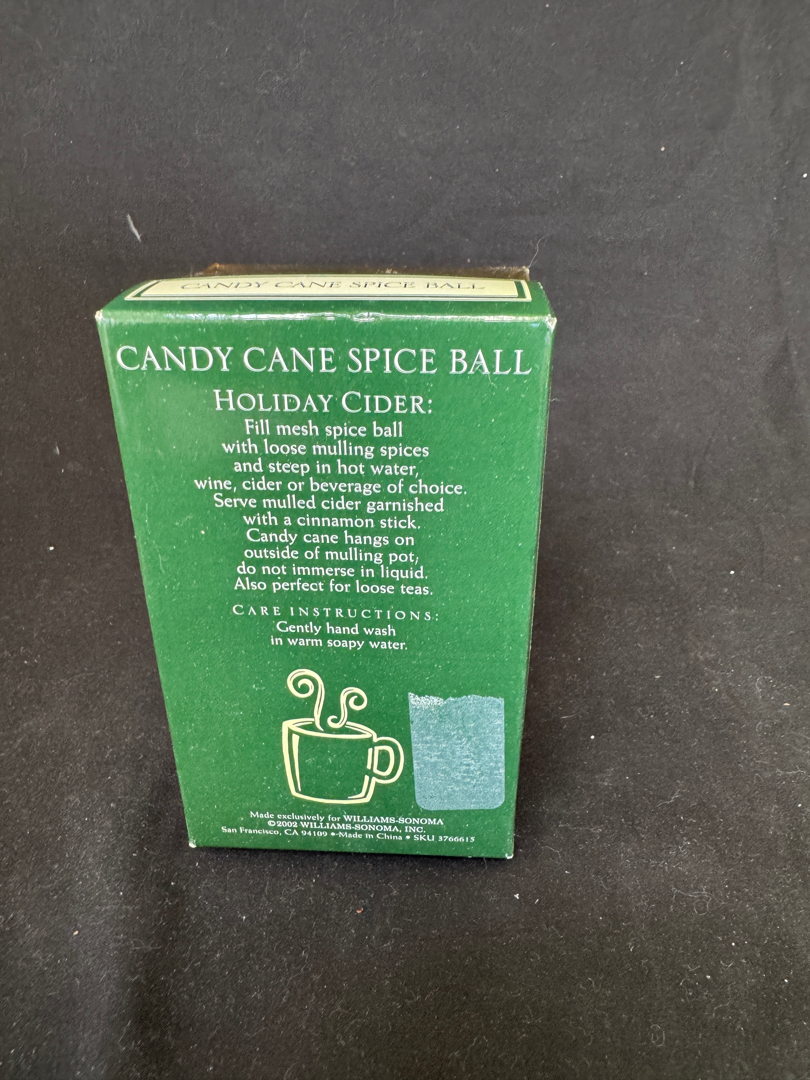 CANDY CANE SPICE BALL
CANDY CANE SPICE BALL
HOLIDAY CIDER:
Fill mesh spice ball
with loose mulling spices
and steep in hot water,
wine, cider or beverage of choice.
Serve mulled cider garnished
with a cinnamon stick.
Candy cane hangs on
outside of mulling pot,
do not immerse in liquid.
Also perfect for loose teas.
CARE INSTRUCTIONS:
Gently hand wash
in warm soapy water.
Made exclusively for WILLIAMS-SONOMA
©2002 WILLIAMS-SONOMA, INC.
San Francisco, CA 94109 • Made in China • SKU 3766615